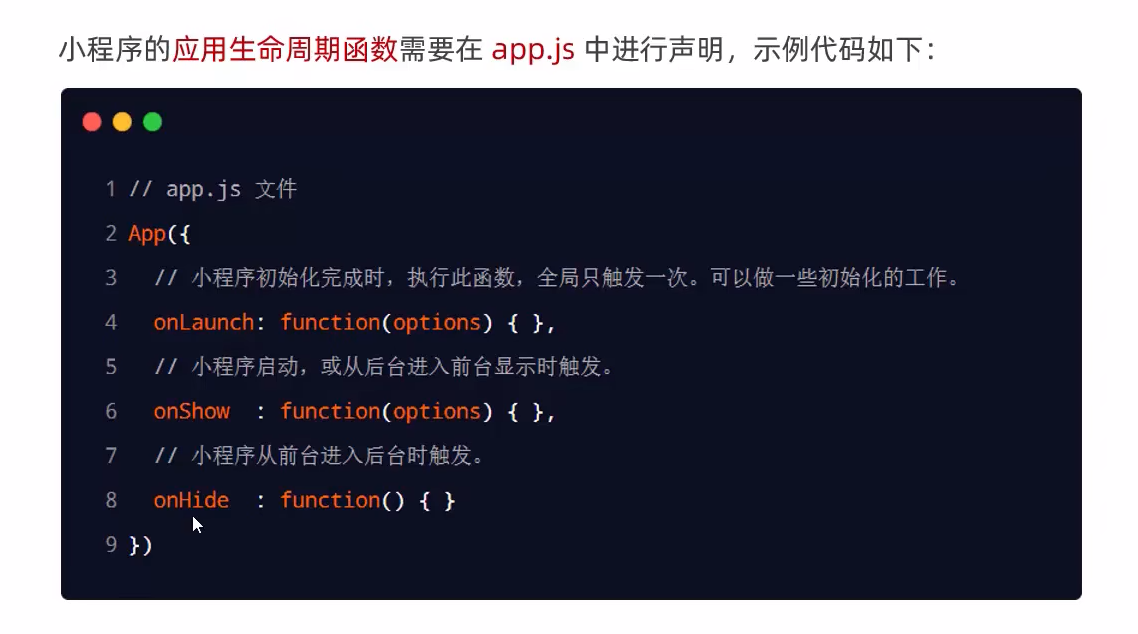 小程序的应用生命周期函数需要在 app.js 中进行声明，示例代码如下：
1 // app.js 文件
2 App({
3   // 小程序初始化完成时，执行此函数，全局只触发一次。可以做一些初始化的工作。
4   onLaunch: function(options) { },
5   // 小程序启动，或从后台进入前台显示时触发。
6   onShow  : function(options) { },
7   // 小程序从前台进入后台时触发。
8   onHide  : function() { }
9 })